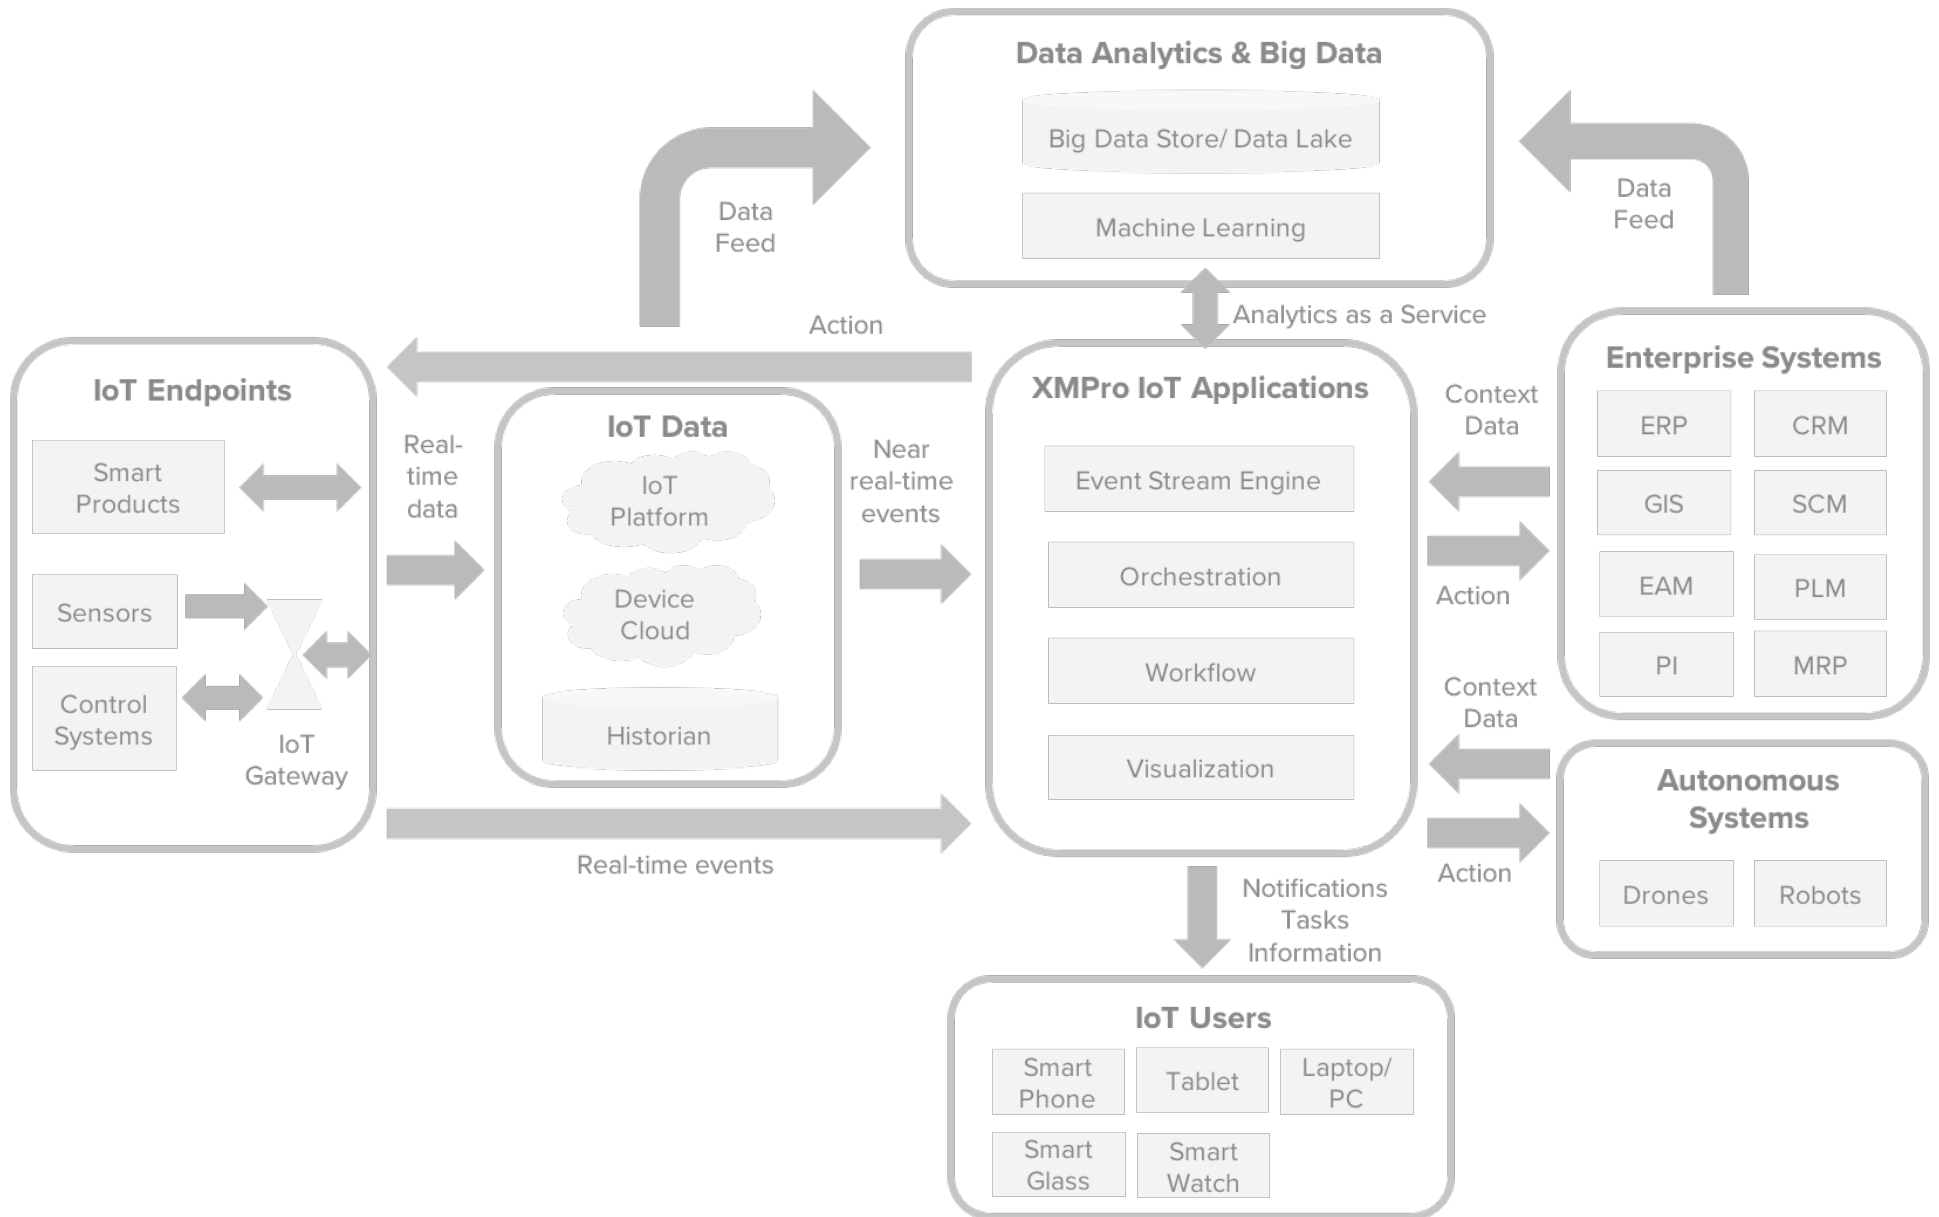 Data Analytics & Big Data
Big Data Store/ Data Lake
Machine Learning
Data
Feed
Data
Feed
Action
Analytics as a Service
IoT Endpoints
Smart
Products
Sensors
Control
Systems
IoT
Gateway
Real-
time
data
IoT Data
IoT
Platform
Device
Cloud
Historian
Near
real-time
events
Real-time events
XMPro IoT Applications
Event Stream Engine
Orchestration
Workflow
Visualization
Context
Data
Action
Context
Data
Action
Enterprise Systems
ERP
CRM
GIS
SCM
EAM
PLM
PI
MRP
Autonomous
Systems
Drones
Robots
Notifications
Tasks
Information
IoT Users
Smart
Phone
Tablet
Laptop/
PC
Smart
Glass
Smart
Watch